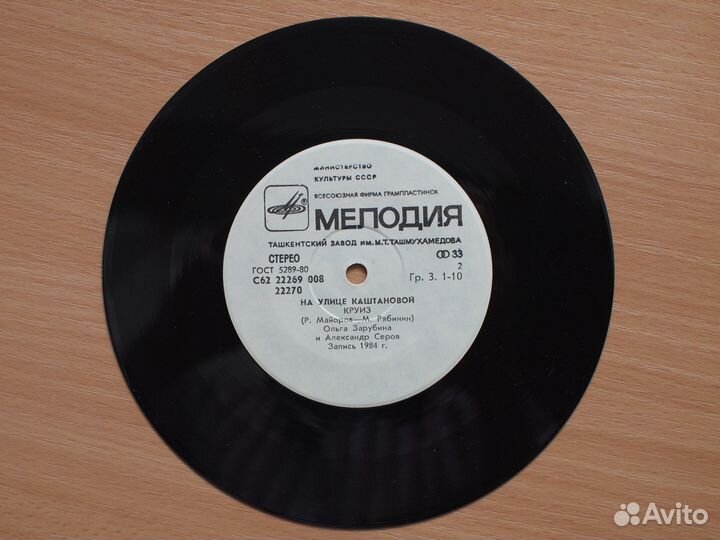 МИНИСТЕРСТВО
КУЛЬТУРЫ СССР
ВСЕСОЮЗНАЯ ФИРМА ГРАМПЛАСТИНОК
МЕЛОДИЯ
ТАШКЕНТСКИЙ ЗАВОД ИМ. М.Т. ТАШМУХАМЕДОВА
СТЕРЕО 33
ГОСТ 5289-80 2
С62 22269 008 Гр. 3. 1-10
22270
НА УЛИЦЕ КАШТАНОВОЙ
КРУИЗ
(Р. Майоров—М. Рябинин)
Ольга Зарубина
и Александр Серов
Запись 1984 г.
Avito